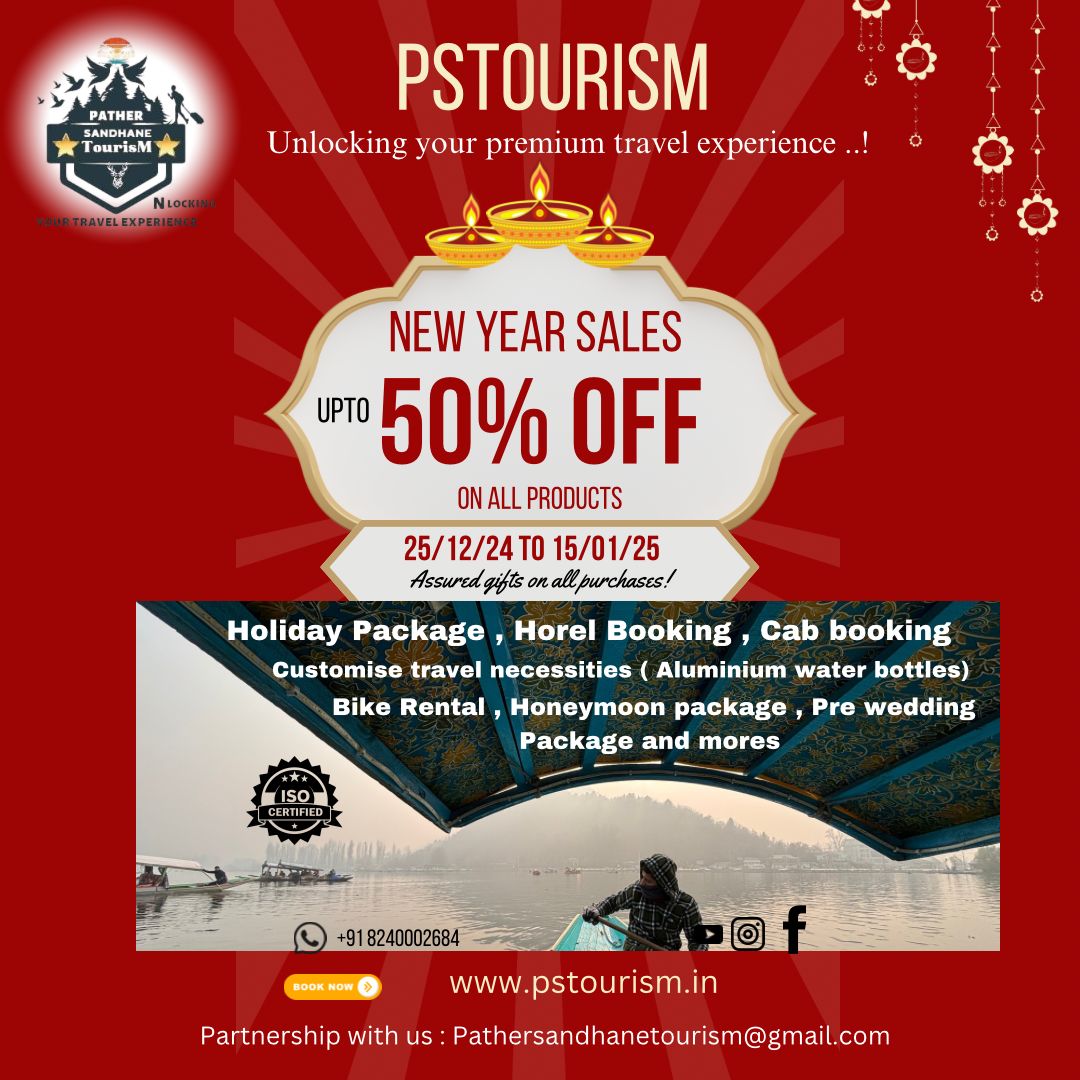 PATHER
SANDHANE
TourisM
N LOCKING
YOUR TRAVEL EXPERIENCE
PSTOURISM
Unlocking your premium travel experience ..!
NEW YEAR SALES
UPTO 50% OFF
ON ALL PRODUCTS
25/12/24 TO 15/01/25
Assured gifts on all purchases!
Holiday Package , Horel Booking , Cab booking
Customise travel necessities ( Aluminium water bottles)
Bike Rental , Honeymoon package , Pre wedding
Package and mores
ISO
CERTIFIED
+91 8240002684
BOOK NOW
www.pstourism.in
Partnership with us : Pathersandhanetourism@gmail.com